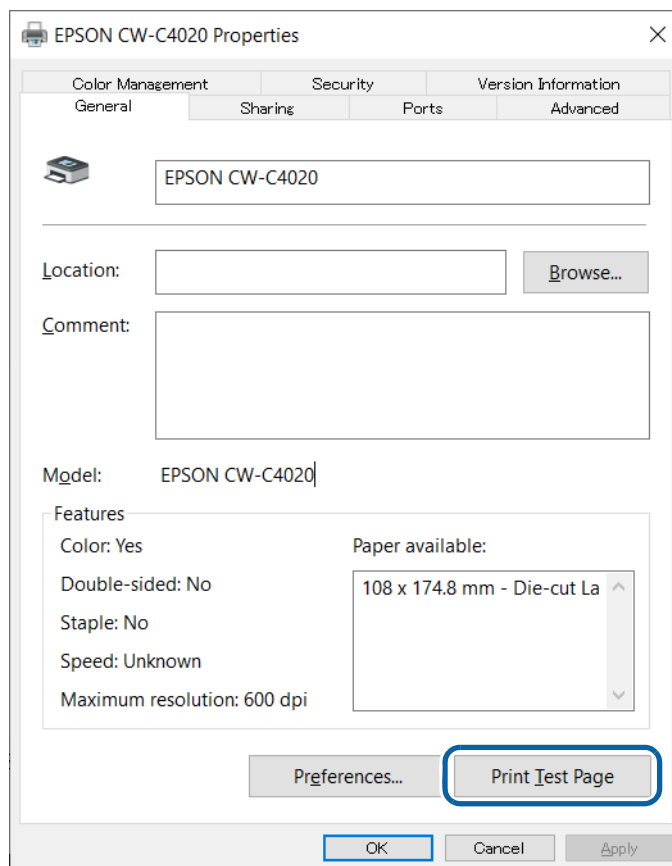 EPSON CW-C4020 Properties
Color Management Security Version Information
General Sharing Ports Advanced
EPSON CW-C4020
Location: Browse...
Comment:
Model: EPSON CW-C4020
Features
Color: Yes Paper available:
Double-sided: No 108 x 174.8 mm - Die-cut La
Staple: No
Speed: Unknown
Maximum resolution: 600 dpi
Preferences... Print Test Page
OK Cancel Apply